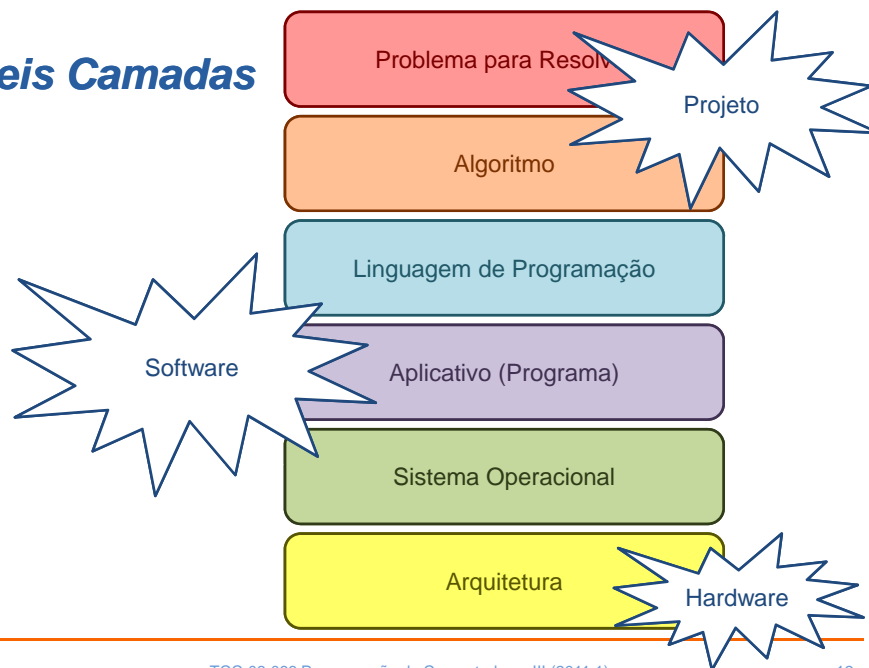 eis Camadas
Problema para Resolv
Projeto
Algoritmo
Linguagem de Programação
Software
Aplicativo (Programa)
Sistema Operacional
Arquitetura
Hardware